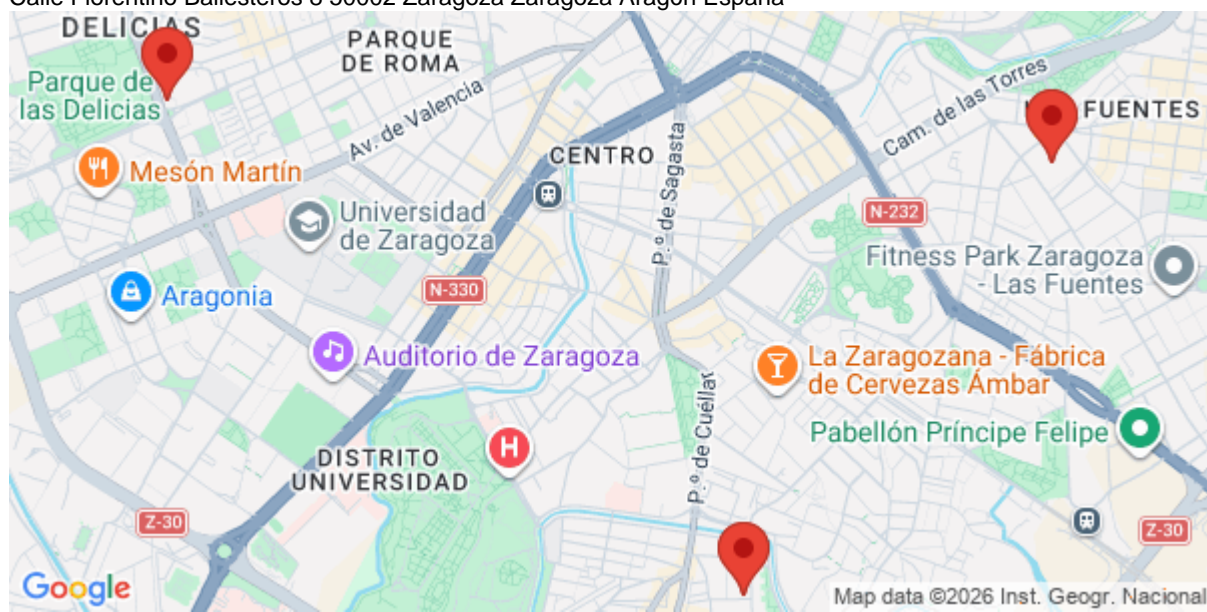 Calle Florentino Ballesteros 8 50002 Zaragoza Zaragoza Aragón España
DELICIAS
PARQUE
DE ROMA
Parque de
las Delicias
Av. de Valencia
Cam. de las Torres
FUENTES
Mesón Martín
CENTRO
P.º de Sagasta
Universidad
de Zaragoza
N-232
Fitness Park Zaragoza
- Las Fuentes
Aragonia
N-330
Auditorio de Zaragoza
La Zaragozana - Fábrica
de Cervezas Ámbar
P.º de Cuéllar
Pabellón Príncipe Felipe
H
DISTRITO
UNIVERSIDAD
Z-30
Z-30
Google
Map data ©2026 Inst. Geogr. Nacional